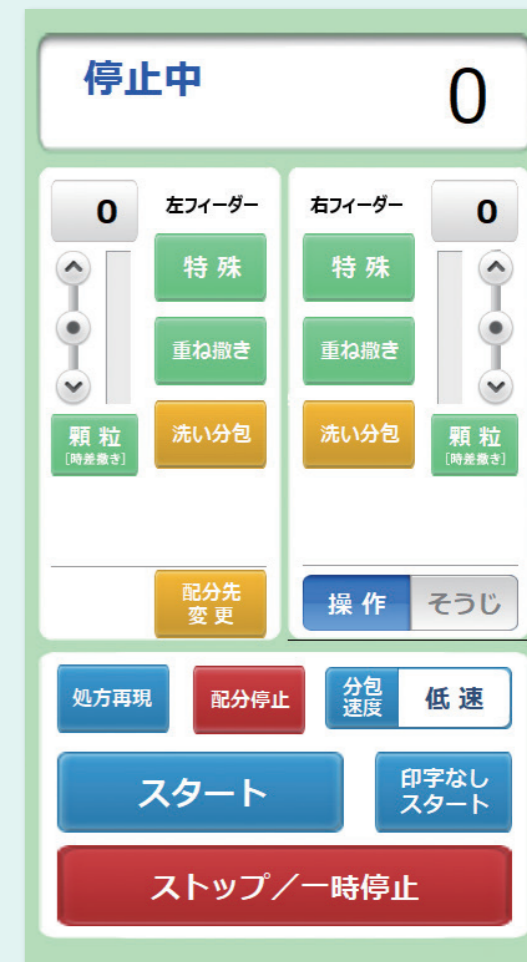 停止中
0
0
左フィーダー
右フィーダー
0
特殊
特殊
重ね撒き
重ね撒き
顆粒
[時差撒き]
洗い分包
洗い分包
顆粒
[時差撒き]
配分先
変更
操作
そうじ
処方再現
配分停止
分包
速度
低速
スタート
印字なし
スタート
ストップ／一時停止